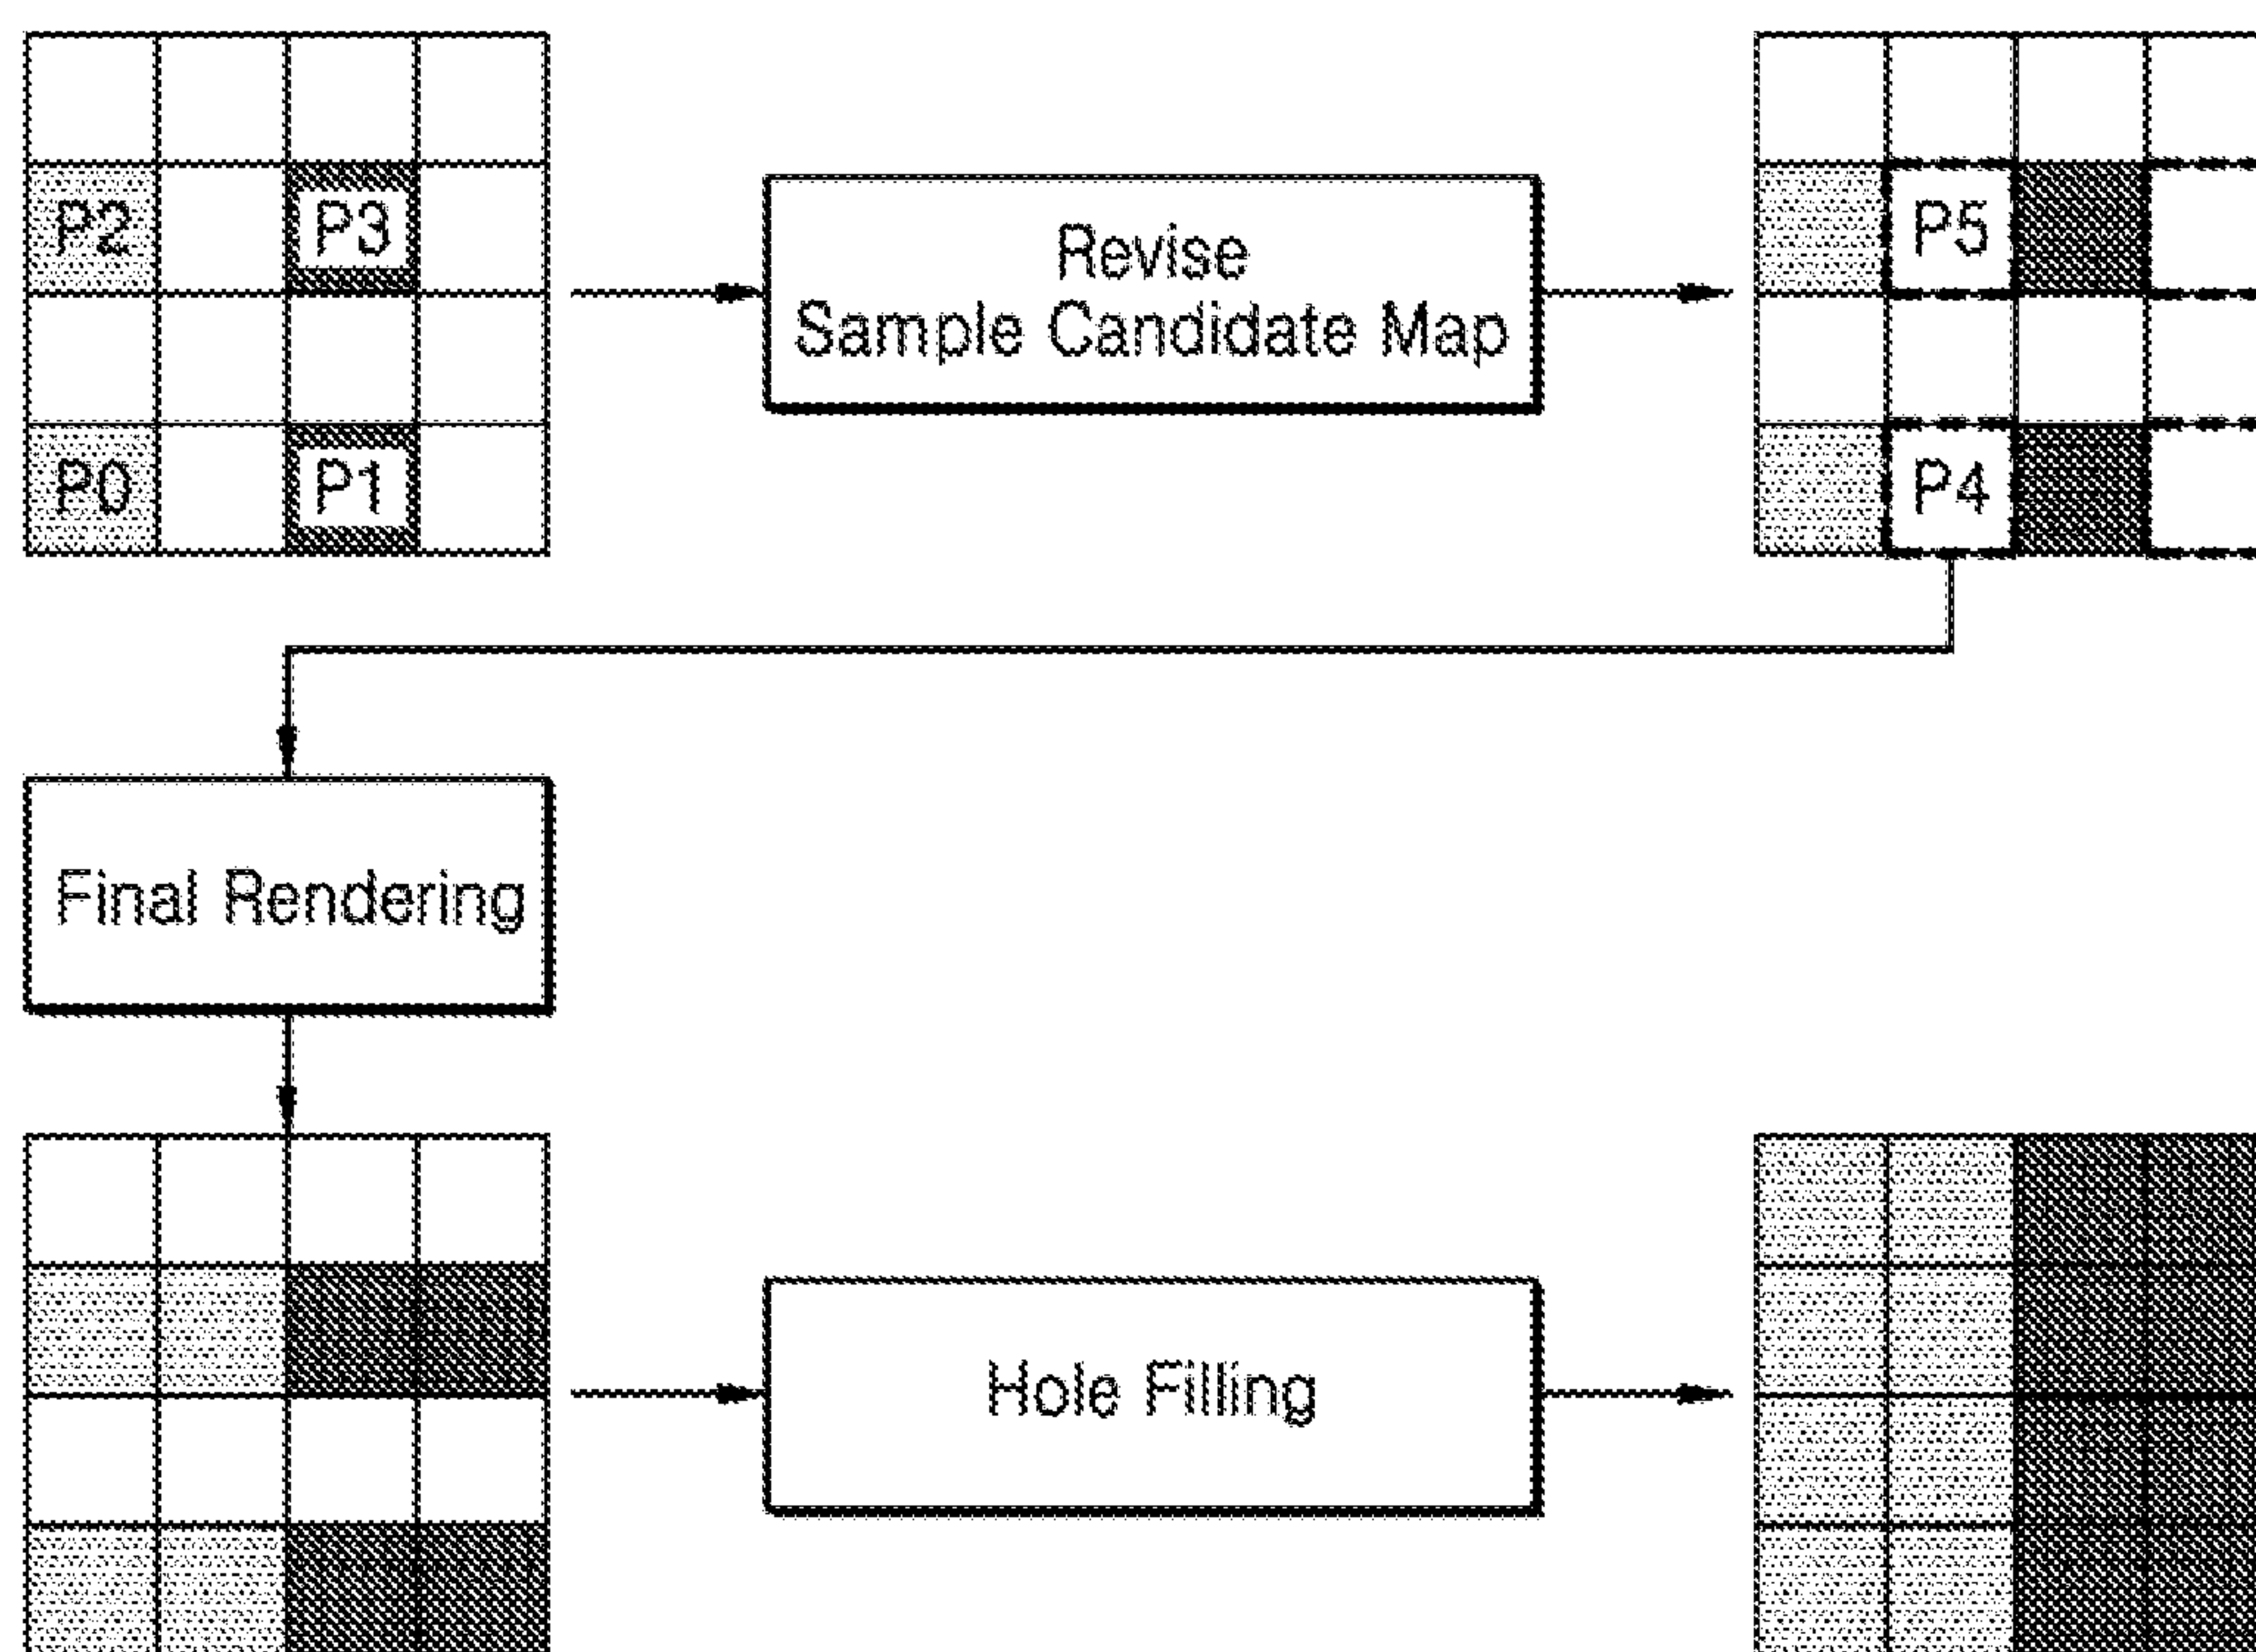 P2
P3
P0
P1
Revise
Sample Candidate Map
P5
P4
Final Rendering
Hole Filling